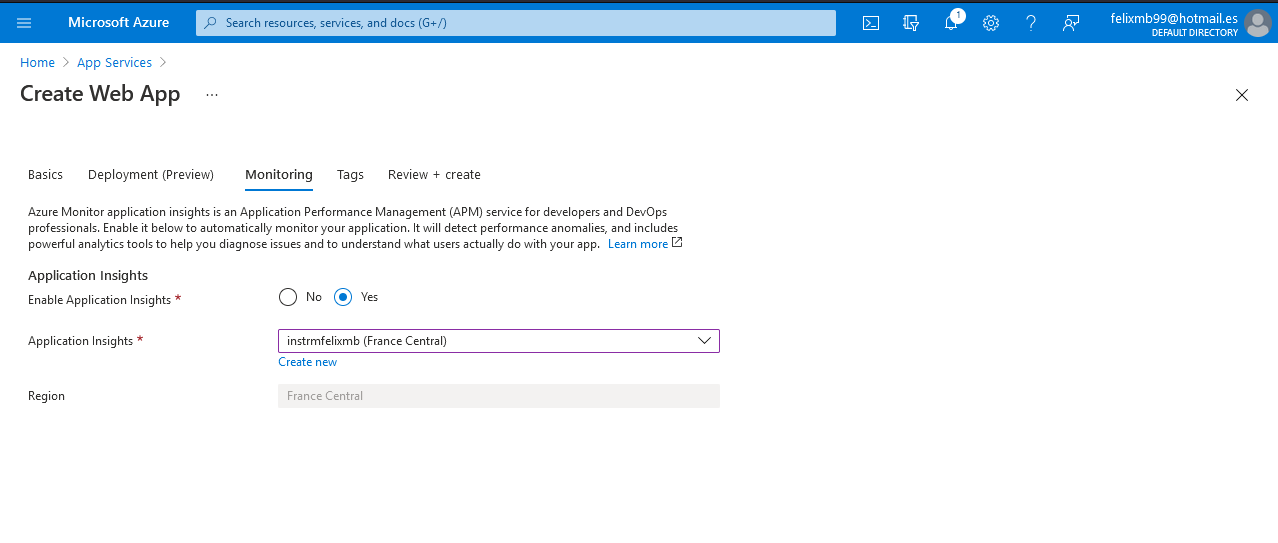 Microsoft Azure
Search resources, services, and docs (G+/)
1
felixmb99@hotmail.es
DEFAULT DIRECTORY
Home > App Services >
Create Web App ...
Basics Deployment (Preview) Monitoring Tags Review + create
Azure Monitor application insights is an Application Performance Management (APM) service for developers and DevOps
professionals. Enable it below to automatically monitor your application. It will detect performance anomalies, and includes
powerful analytics tools to help you diagnose issues and to understand what users actually do with your app. Learn more
Application Insights
Enable Application Insights * No Yes
Application Insights * instrmfelixmb (France Central)
Create new
Region France Central